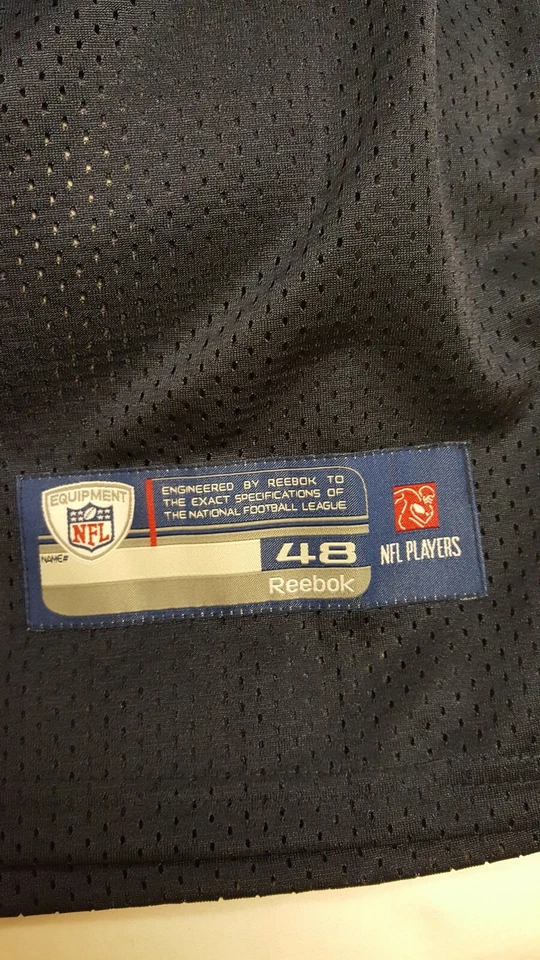 EQUIPMENT
NFL
ENGINEERED BY REEBOK TO
THE EXACT SPECIFICATIONS OF
THE NATIONAL FOOTBALL LEAGUE
NAME#
48
Reebok
NFL PLAYERS